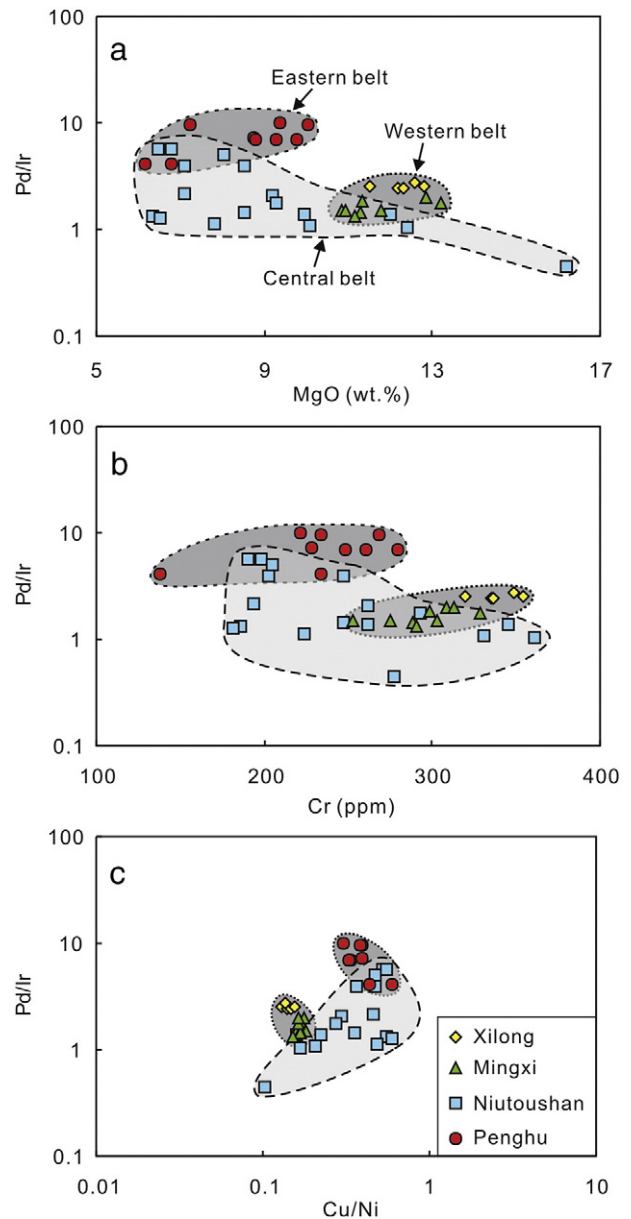 100
a
Eastern belt
10
Western belt
Pd/Ir
1
Central belt
0.1
5 9 13 17
MgO (wt.%)
100
b
10
Pd/Ir
1
0.1
100 200 300 400
Cr (ppm)
100
c
10
Pd/Ir
1
Xilong
Mingxi
Niutoushan
Penghu
0.1
0.01 0.1 1 10
Cu/Ni